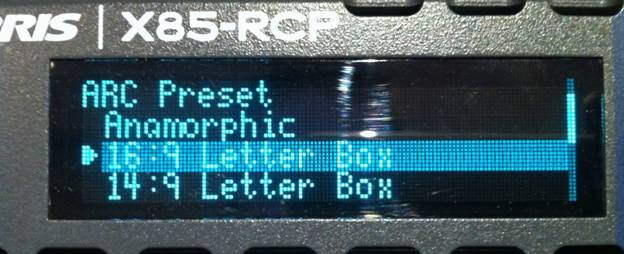 RIS | X85-RCP
ARC Preset
Anamorphic
16:9 Letter Box
14:9 Letter Box